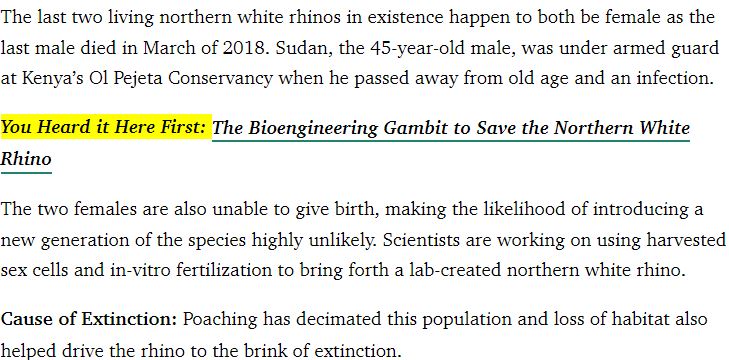 The last two living northern white rhinos in existence happen to both be female as the
last male died in March of 2018. Sudan, the 45-year-old male, was under armed guard
at Kenya’s Ol Pejeta Conservancy when he passed away from old age and an infection.
You Heard it Here First: The Bioengineering Gambit to Save the Northern White
Rhino
The two females are also unable to give birth, making the likelihood of introducing a
new generation of the species highly unlikely. Scientists are working on using harvested
sex cells and in-vitro fertilization to bring forth a lab-created northern white rhino.
Cause of Extinction: Poaching has decimated this population and loss of habitat also
helped drive the rhino to the brink of extinction.